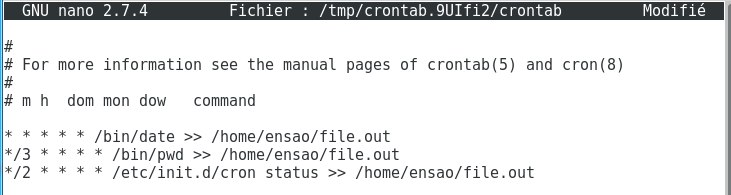 GNU nano 2.7.4 Fichier : /tmp/crontab.9UIfi2/crontab Modifié
#
# For more information see the manual pages of crontab(5) and cron(8)
#
# m h  dom mon dow   command
* * * * * /bin/date >> /home/ensao/file.out
*/3 * * * * /bin/pwd >> /home/ensao/file.out
*/2 * * * * /etc/init.d/cron status >> /home/ensao/file.out